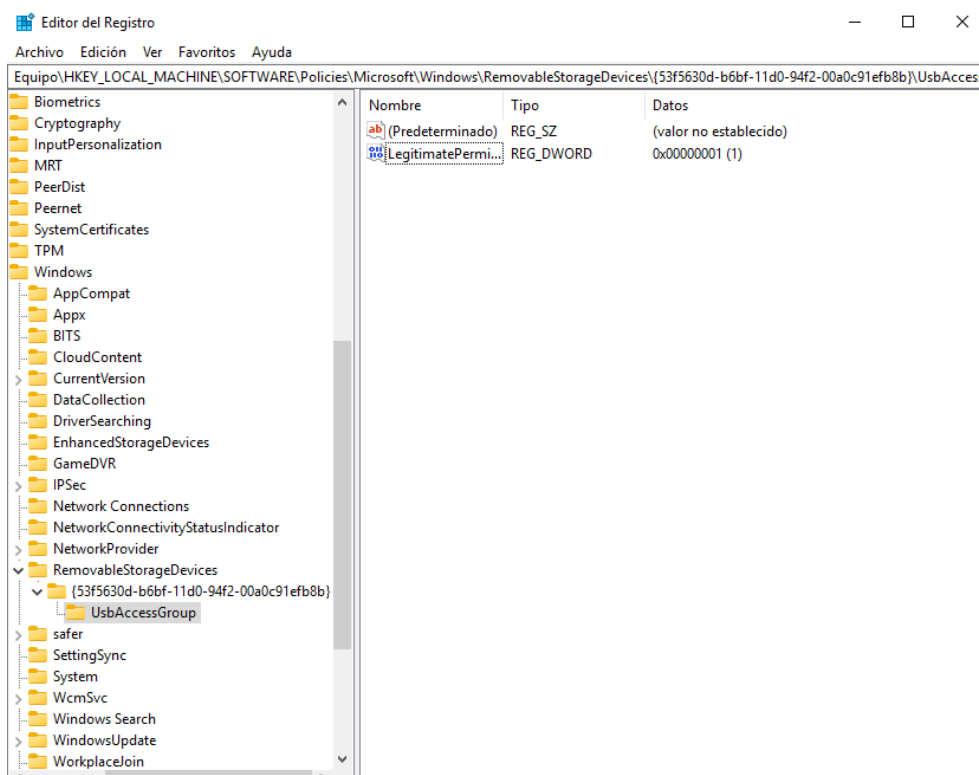 Editor del Registro
Archivo Edición Ver Favoritos Ayuda
Equipo\HKEY_LOCAL_MACHINE\SOFTWARE\Policies\Microsoft\Windows\RemovableStorageDevices\{53f5630d-b6bf-11d0-94f2-00a0c91efb8b}\UsbAcces
Biometrics
Cryptography
InputPersonalization
MRT
PeerDist
Peernet
SystemCertificates
TPM
Windows
AppCompat
Appx
BITS
CloudContent
CurrentVersion
DataCollection
DriverSearching
EnhancedStorageDevices
GameDVR
IPSec
Network Connections
NetworkConnectivityStatusIndicator
NetworkProvider
RemovableStorageDevices
{53f5630d-b6bf-11d0-94f2-00a0c91efb8b}
UsbAccessGroup
safer
SettingSync
System
WcmSvc
Windows Search
WindowsUpdate
WorkplaceJoin
Nombre Tipo Datos
(Predeterminado) REG_SZ (valor no establecido)
LegitimatePermi... REG_DWORD 0x00000001 (1)